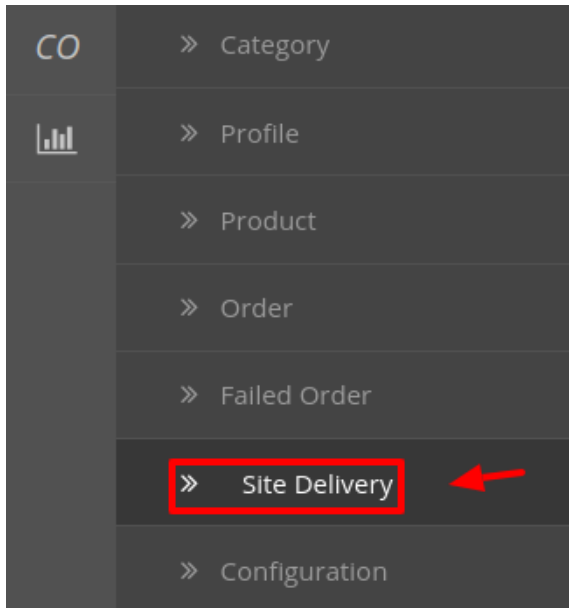 CO
» Category
» Profile
» Product
» Order
» Failed Order
» Site Delivery
» Configuration